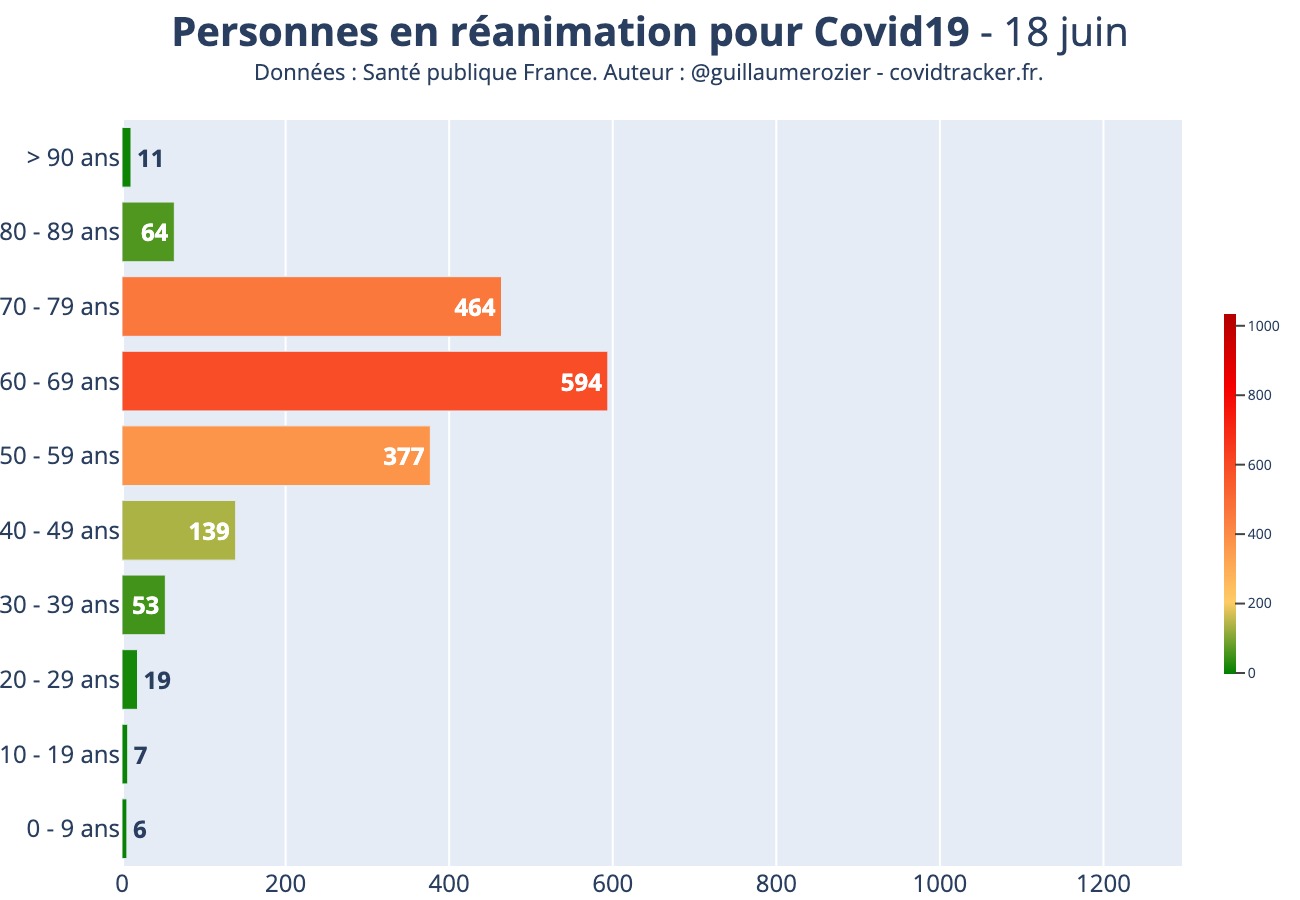 Personnes en réanimation pour Covid19 - 18 juin
Données : Santé publique France. Auteur : @guillaumerozier - covidtracker.fr.
> 90 ans 11
80 - 89 ans 64
70 - 79 ans 464
60 - 69 ans 594
50 - 59 ans 377
40 - 49 ans 139
30 - 39 ans 53
20 - 29 ans 19
10 - 19 ans 7
0 - 9 ans 6
0 200 400 600 800 1000 1200
1000
800
600
400
200
0